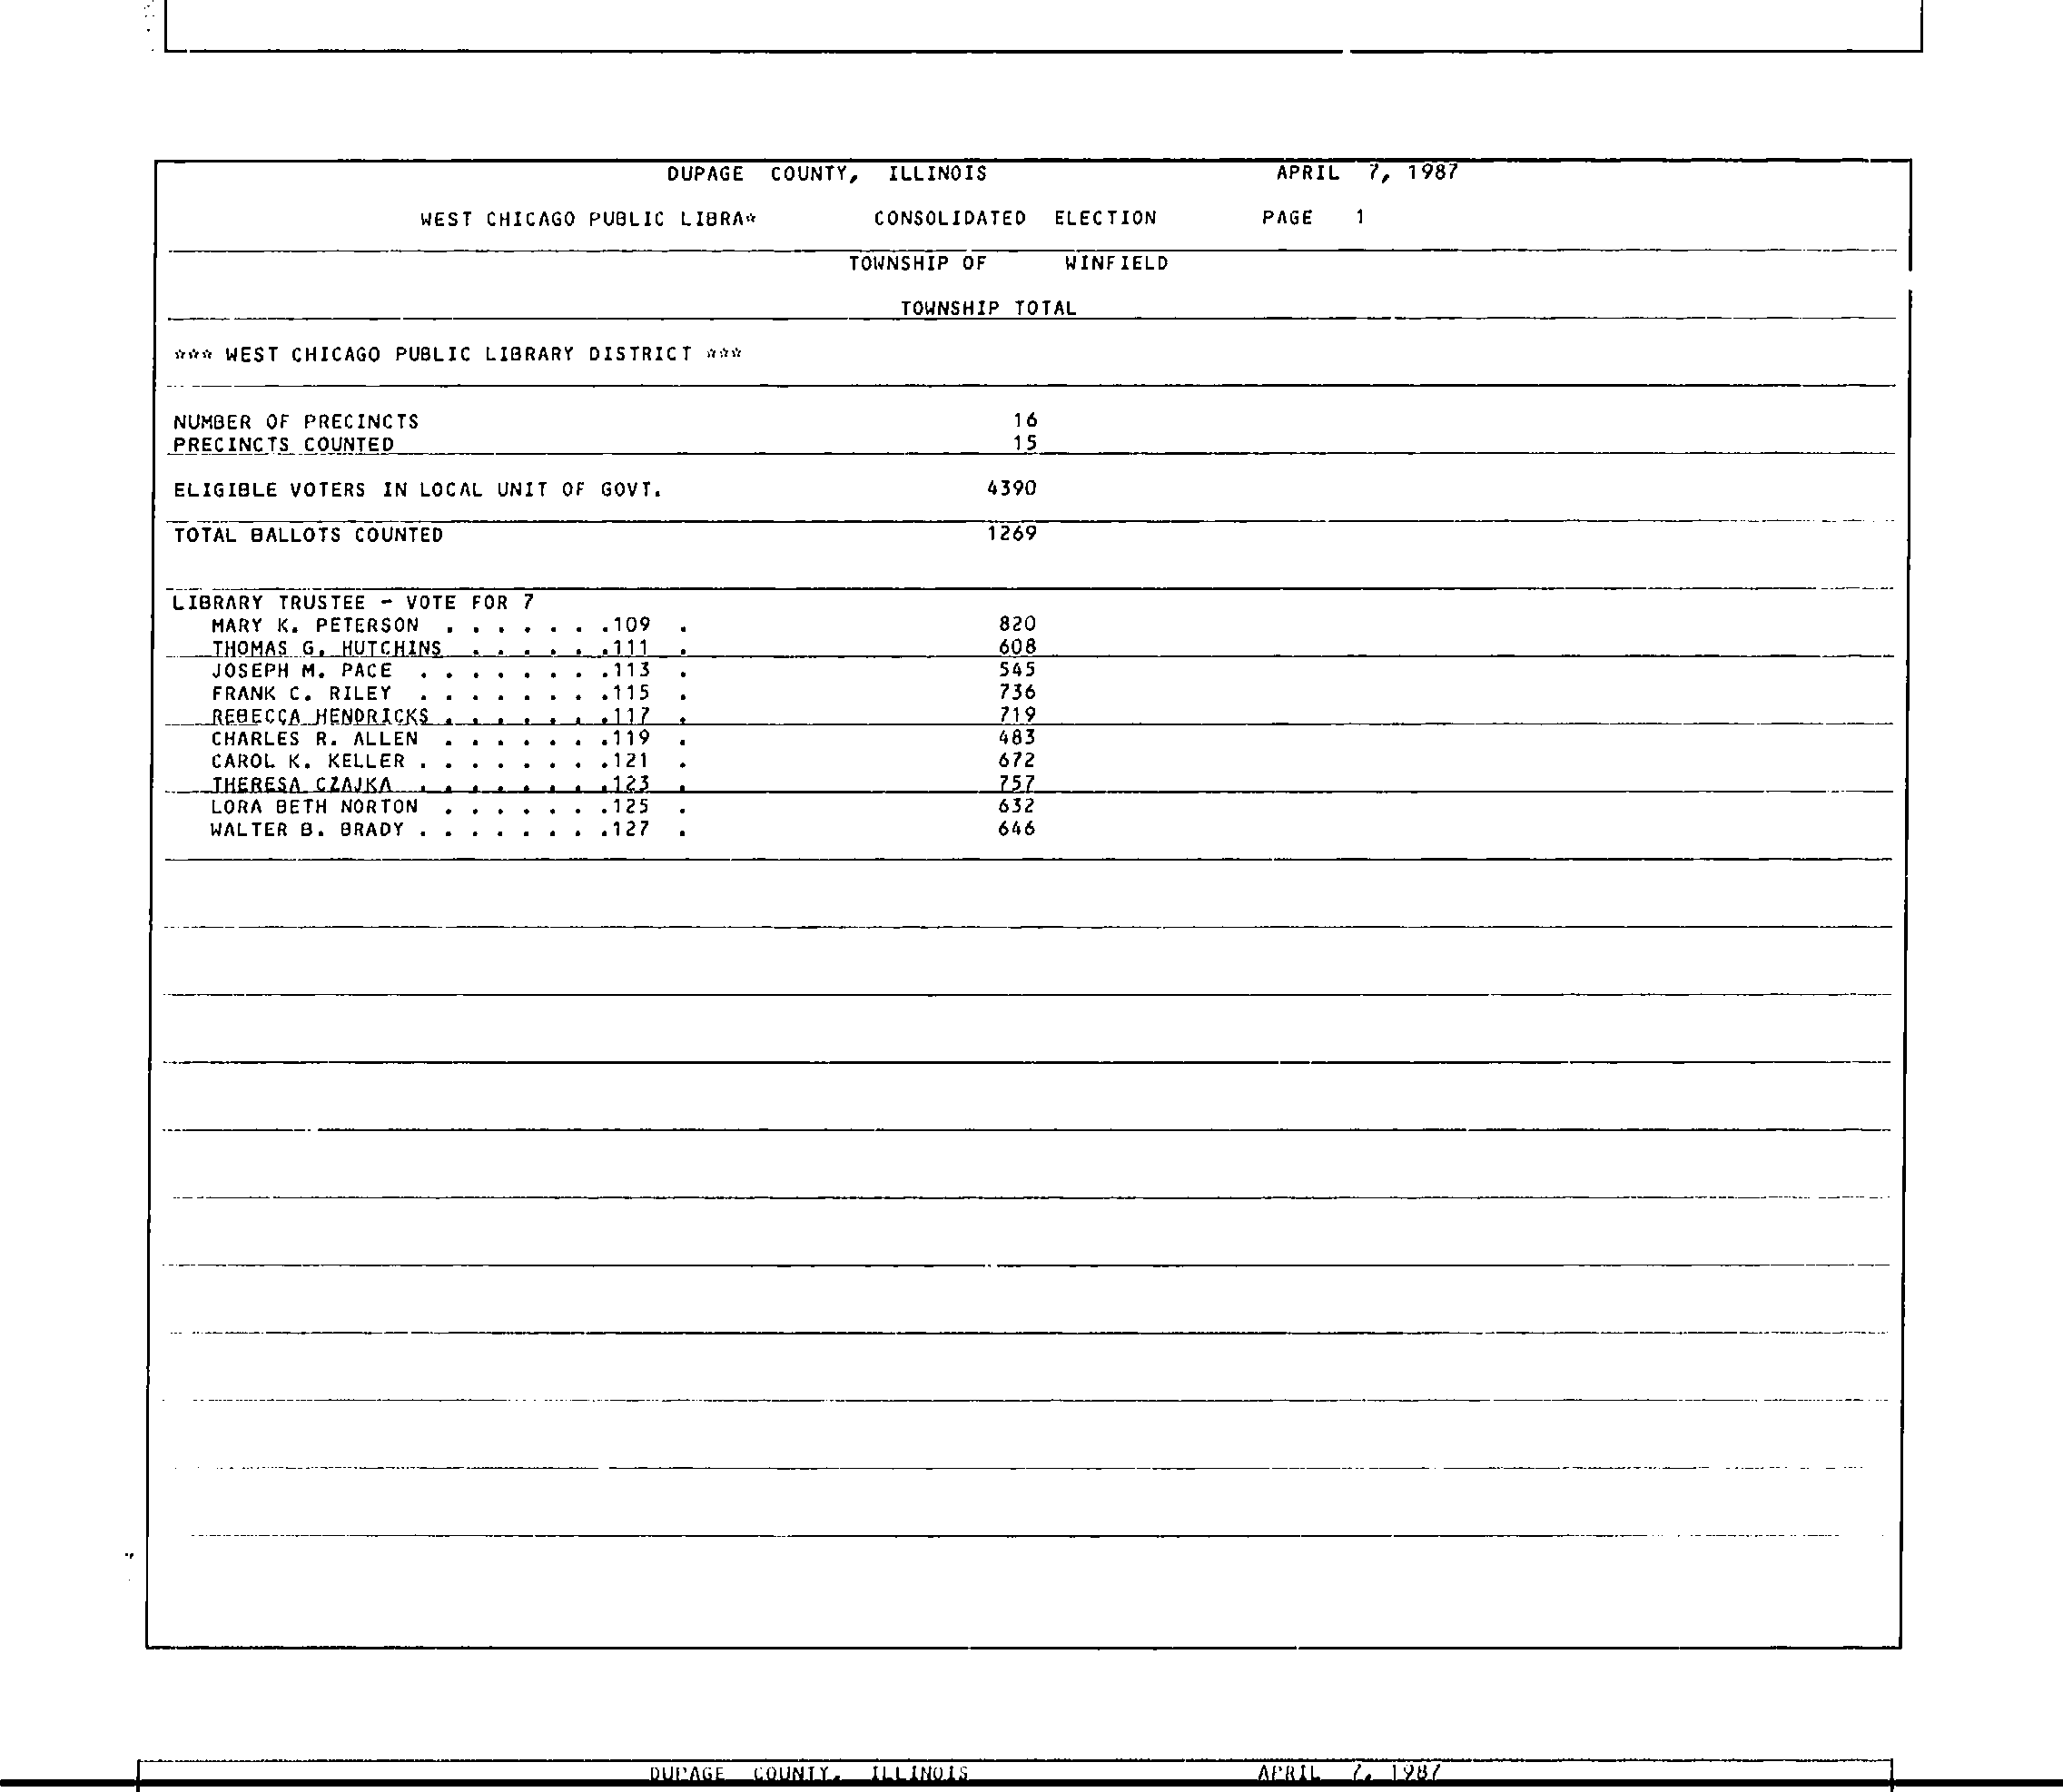 DUPAGE COUNTY, ILLINOIS APRIL 7, 1987
WEST CHICAGO PUBLIC LIBRA* CONSOLIDATED ELECTION PAGE 1
TOWNSHIP OF WINFIELD
TOWNSHIP TOTAL
*** WEST CHICAGO PUBLIC LIBRARY DISTRICT ***
NUMBER OF PRECINCTS 16
PRECINCTS COUNTED 15
ELIGIBLE VOTERS IN LOCAL UNIT OF GOVT. 4390
TOTAL BALLOTS COUNTED 1269
LIBRARY TRUSTEE - VOTE FOR 7
MARY K. PETERSON . . . . . . .109 . 820
THOMAS G. HUTCHINS . . . . . .111 . 608
JOSEPH M. PACE . . . . . . . .113 . 545
FRANK C. RILEY . . . . . . . .115 . 736
REBECCA HENDRICKS . . . . . . .117 . 719
CHARLES R. ALLEN . . . . . . .119 . 483
CAROL K. KELLER . . . . . . . .121 . 672
THERESA CZAJKA . . . . . . . .123 . 757
LORA BETH NORTON . . . . . . .125 . 632
WALTER B. BRADY . . . . . . . .127 . 646
DUPAGE COUNTY, ILLINOIS APRIL 7, 1987